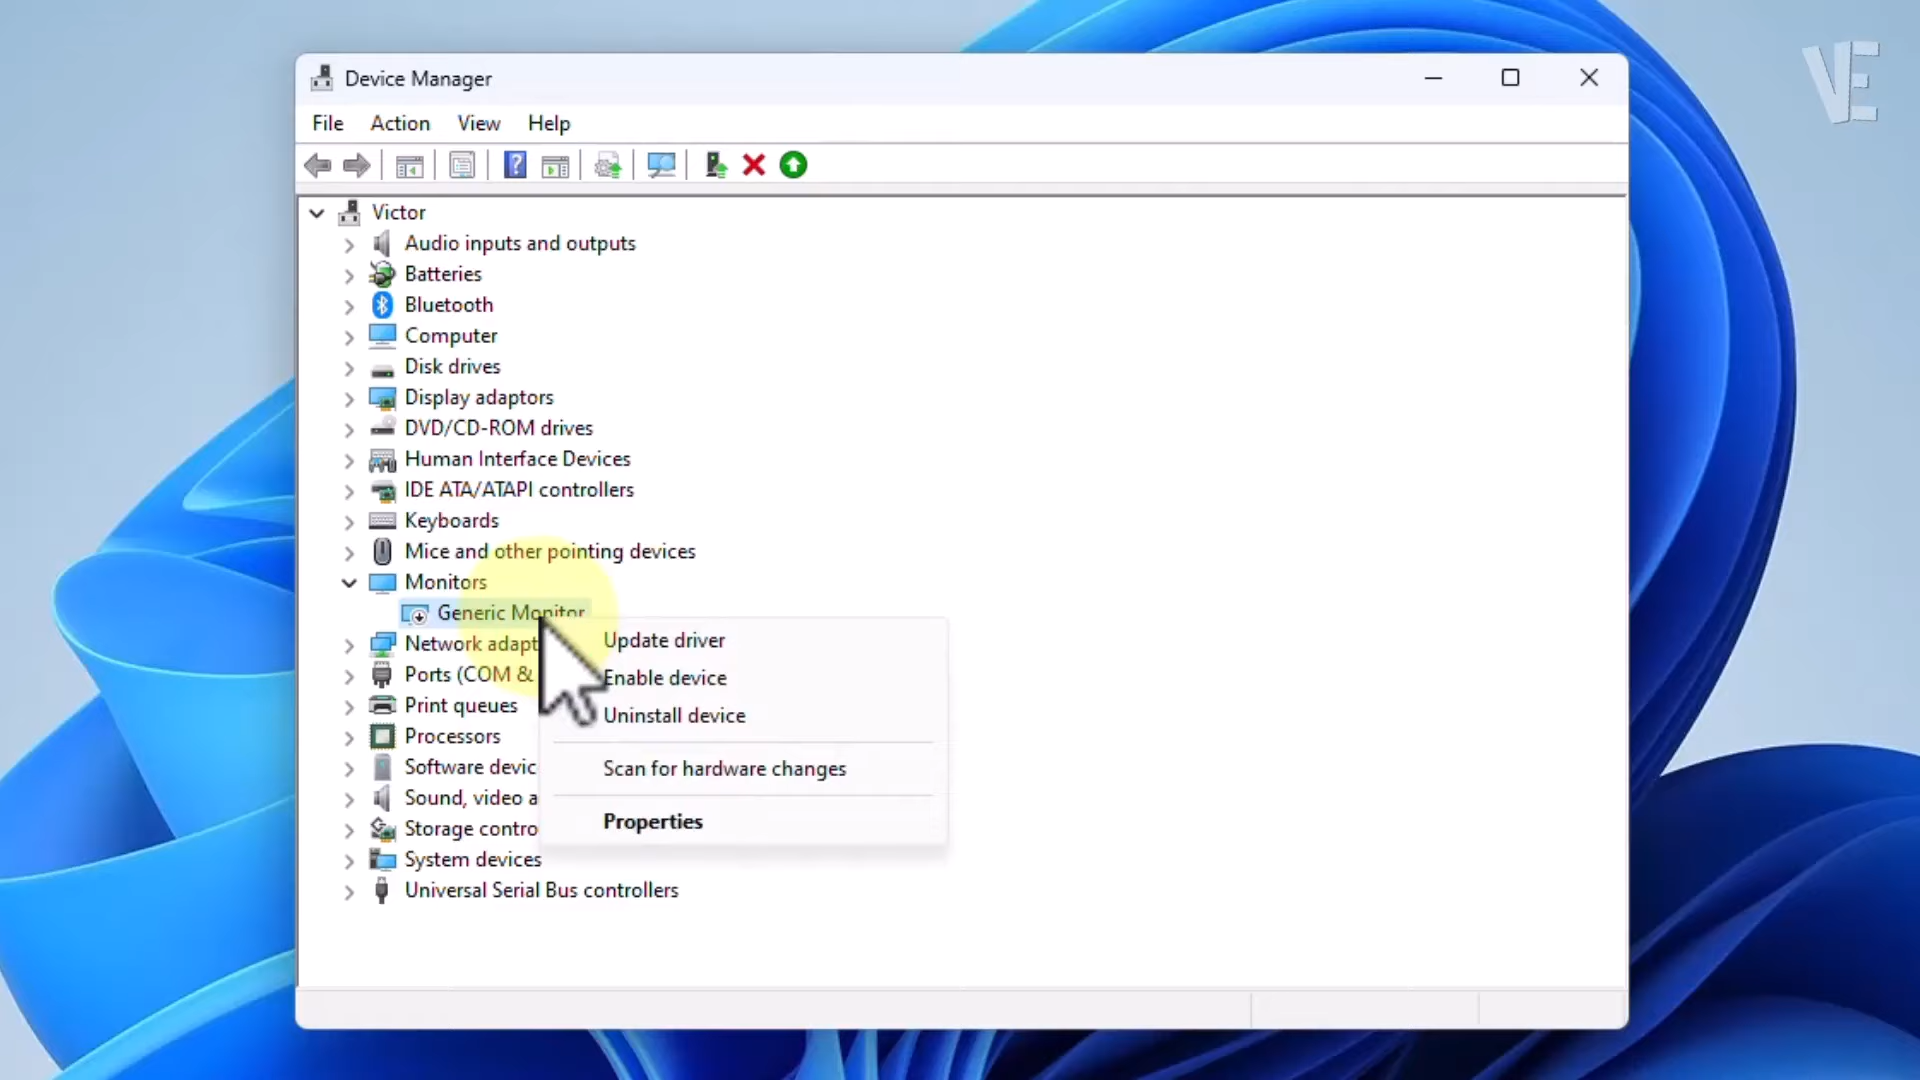 VE
Device Manager
File Action View Help
Victor
Audio inputs and outputs
Batteries
Bluetooth
Computer
Disk drives
Display adaptors
DVD/CD-ROM drives
Human Interface Devices
IDE ATA/ATAPI controllers
Keyboards
Mice and other pointing devices
Monitors
Generic Monitor
Network adapt
Ports (COM &
Print queues
Processors
Software devic
Sound, video a
Storage contro
System devices
Universal Serial Bus controllers
Update driver
Enable device
Uninstall device
Scan for hardware changes
Properties